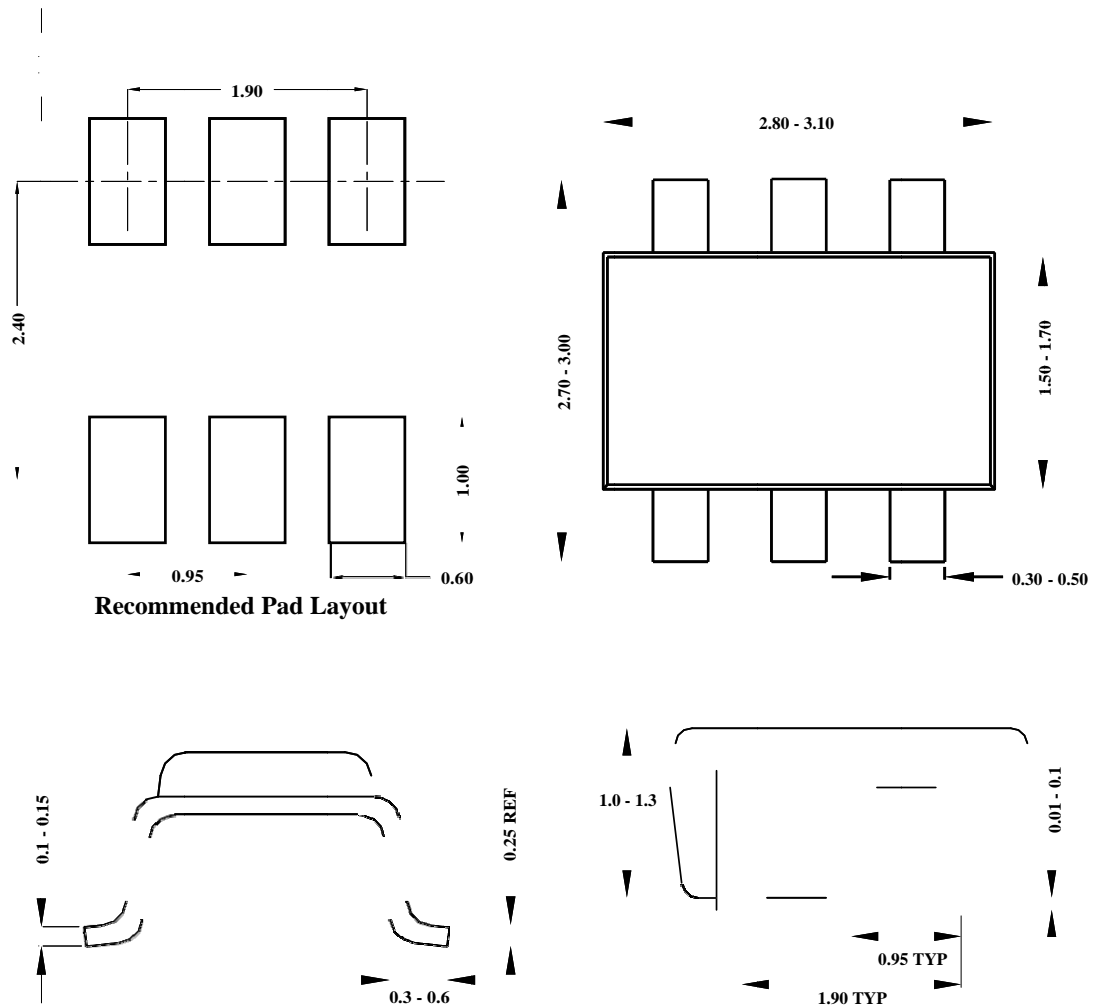 1.90
2.80 - 3.10
2.40
2.70 - 3.00
1.50 - 1.70
1.00
0.95
0.60
0.30 - 0.50
Recommended Pad Layout
0.1 - 0.15
0.25 REF
1.0 - 1.3
0.01 - 0.1
0.95 TYP
0.3 - 0.6
1.90 TYP